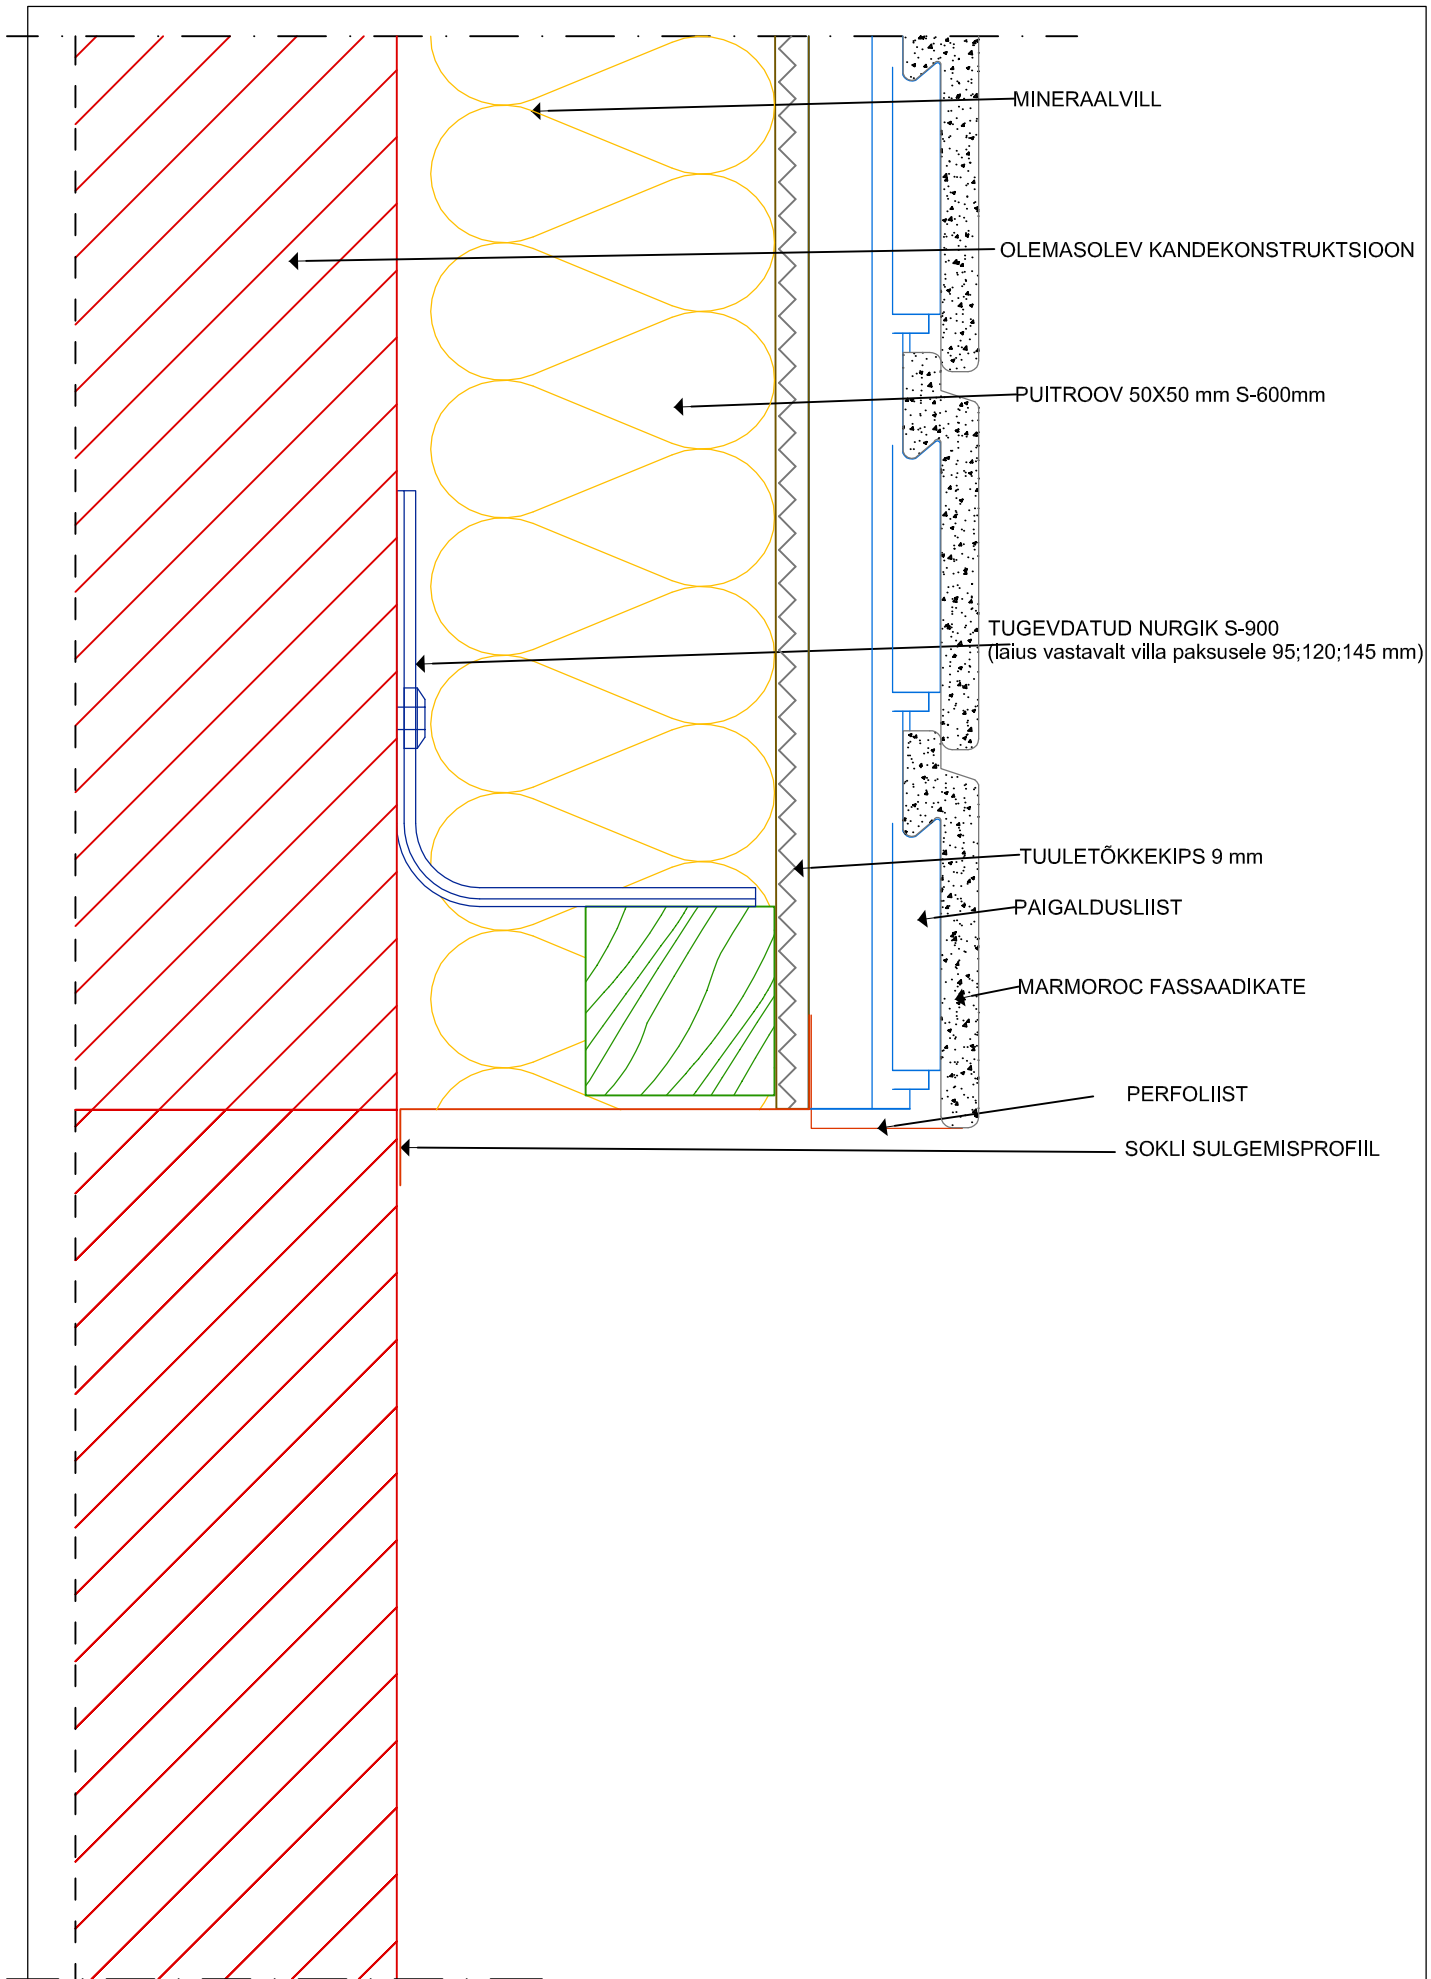 MINERAALVILL
OLEMASOLEV KANDEKONSTRUKTSIOON
PUITROOV 50X50 mm S-600mm
TUGEVDATUD NURGIK S-900
(laius vastavalt villa paksusele 95;120;145 mm)
TUULETÕKKEKIPS 9 mm
PAIGALDUSLIIST
MARMOROC FASSAADIKATE
PERFOLIIST
SOKLI SULGEMISPROFIIL